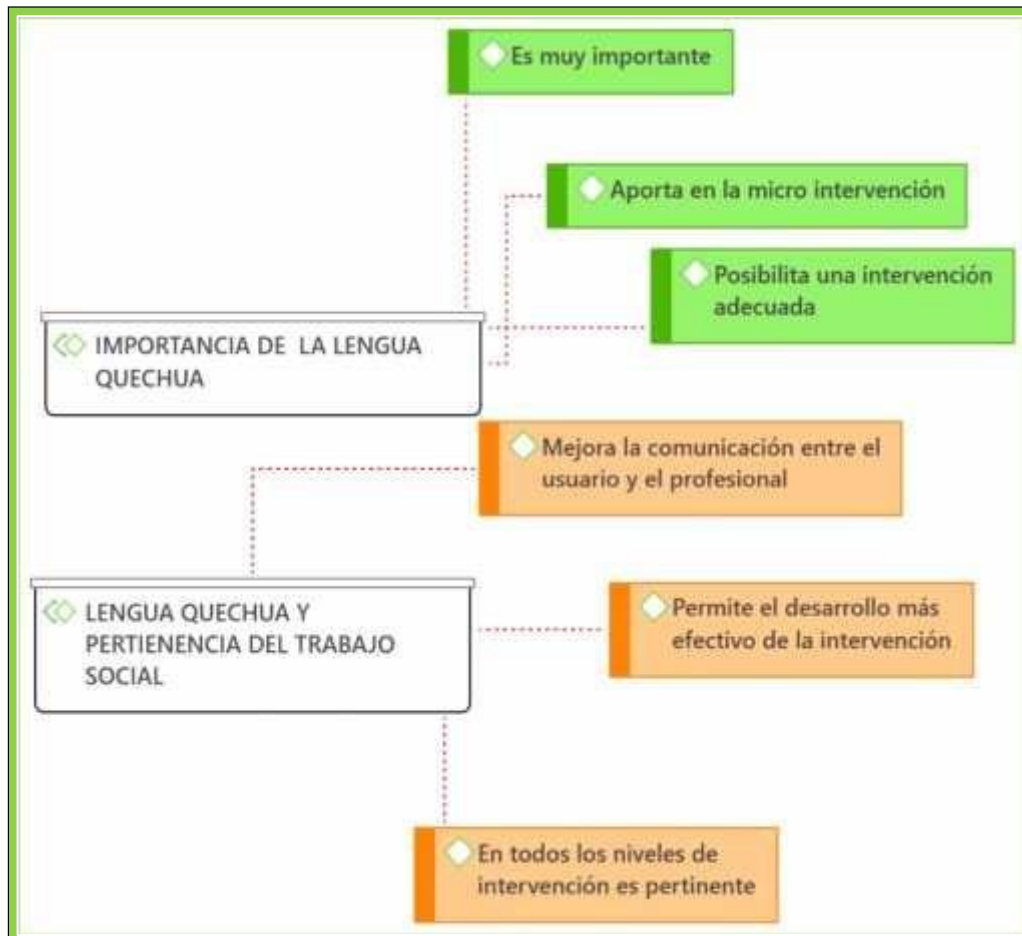 Es muy importante
Aporta en la micro intervención
Posibilita una intervención
adecuada
IMPORTANCIA DE LA LENGUA
QUECHUA
Mejora la comunicación entre el
usuario y el profesional
LENGUA QUECHUA Y
PERTIENENCIA DEL TRABAJO
SOCIAL
Permite el desarrollo más
efectivo de la intervención
En todos los niveles de
intervención es pertinente